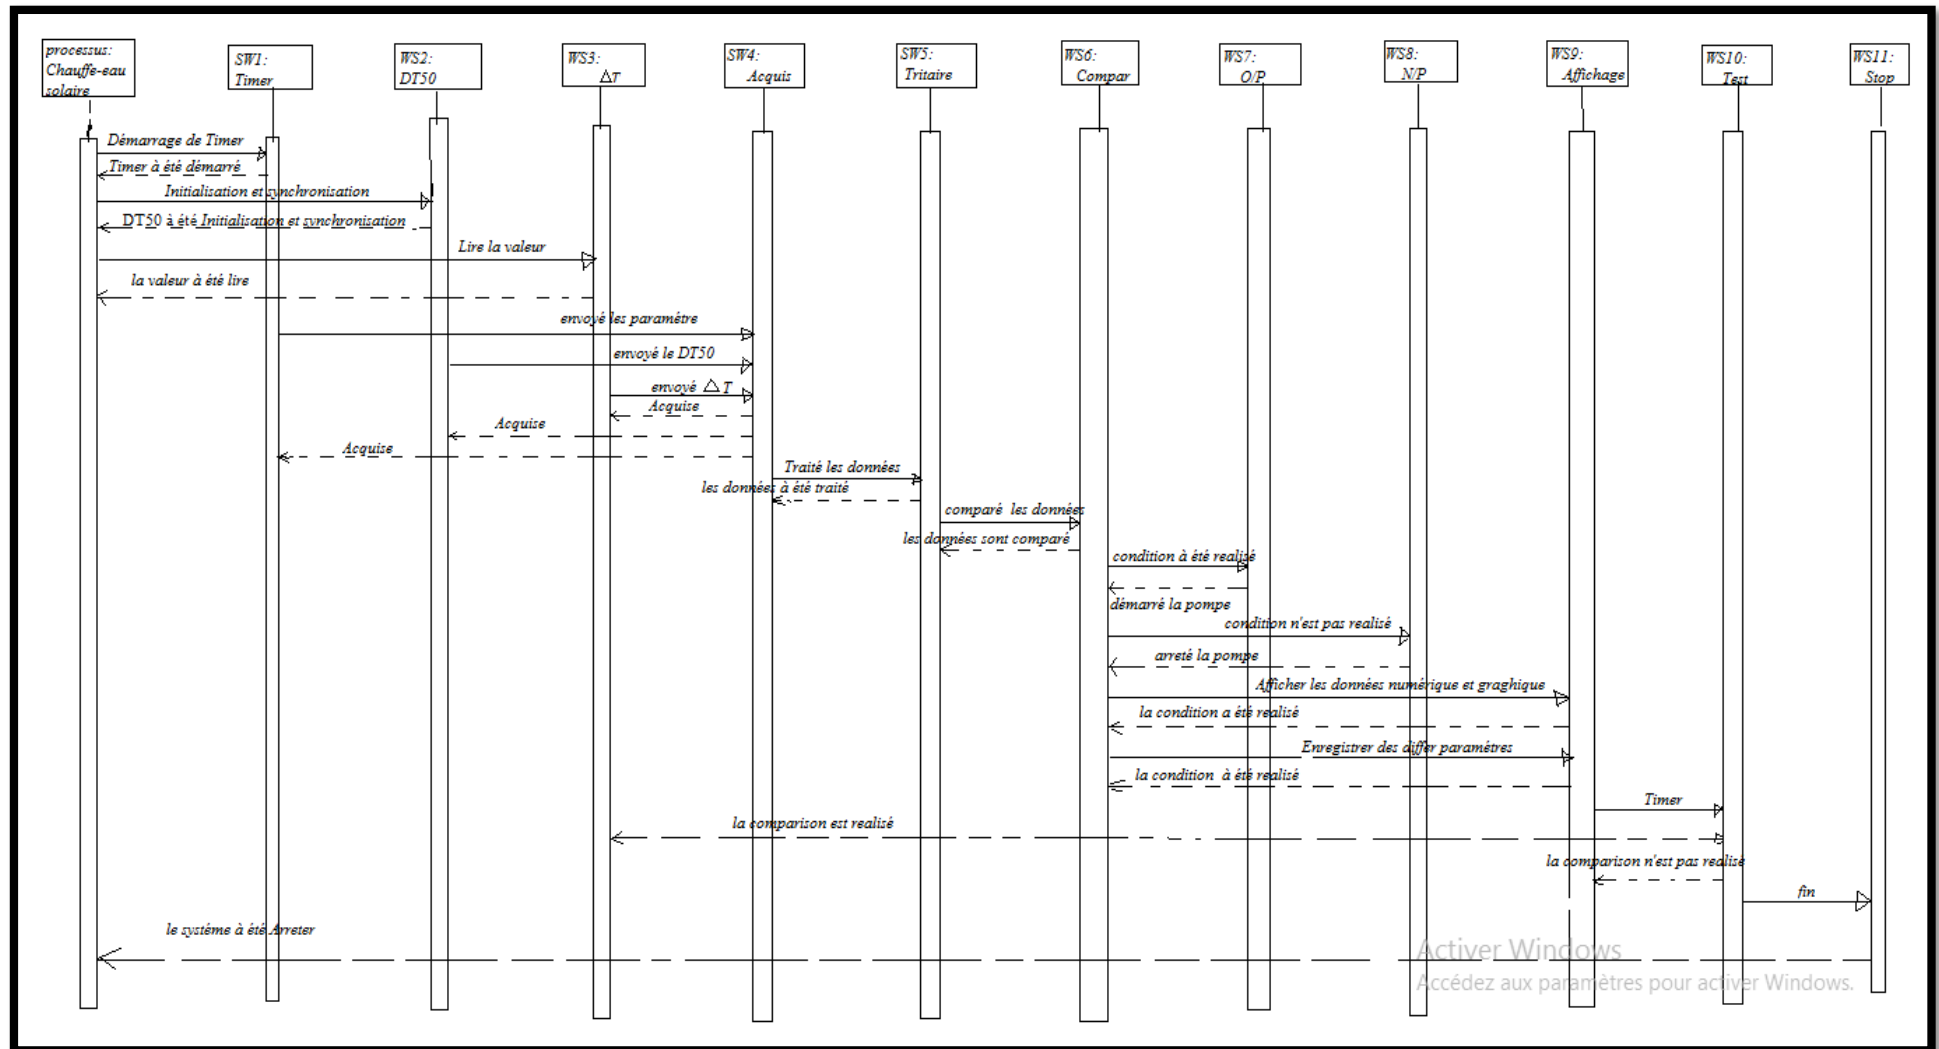 processus:
Chauffe-eau
solaire
SW1:
Timer
WS2:
DT50
WS3:
△T
SW4:
Acquis
SW5:
Tritaire
WS6:
Compar
WS7:
O/P
WS8:
N/P
WS9:
Affichage
WS10:
Test
WS11:
Stop
Démarrage de Timer
Timer à été démarré
Initialisation et synchronisation
DT50 à été Initialisation et synchronisation
Lire la valeur
la valeur à été lire
envoyé les paramétre
envoyé le DT50
envoyé △T
Acquise
Acquise
Acquise
Traité les données
les données à été traité
comparé les données
les données sont comparé
condition à été realisé
démarré la pompe
condition n'est pas realisé
arreté la pompe
Afficher les données numérique et graghique
la condition a été realisé
Enregistrer des differ paramétres
la condition à été realisé
Timer
la comparison est realisé
la comparison n'est pas realisé
fin
le systéme à été Arreter
Activer Windows
Accédez aux paramètres pour activer Windows.